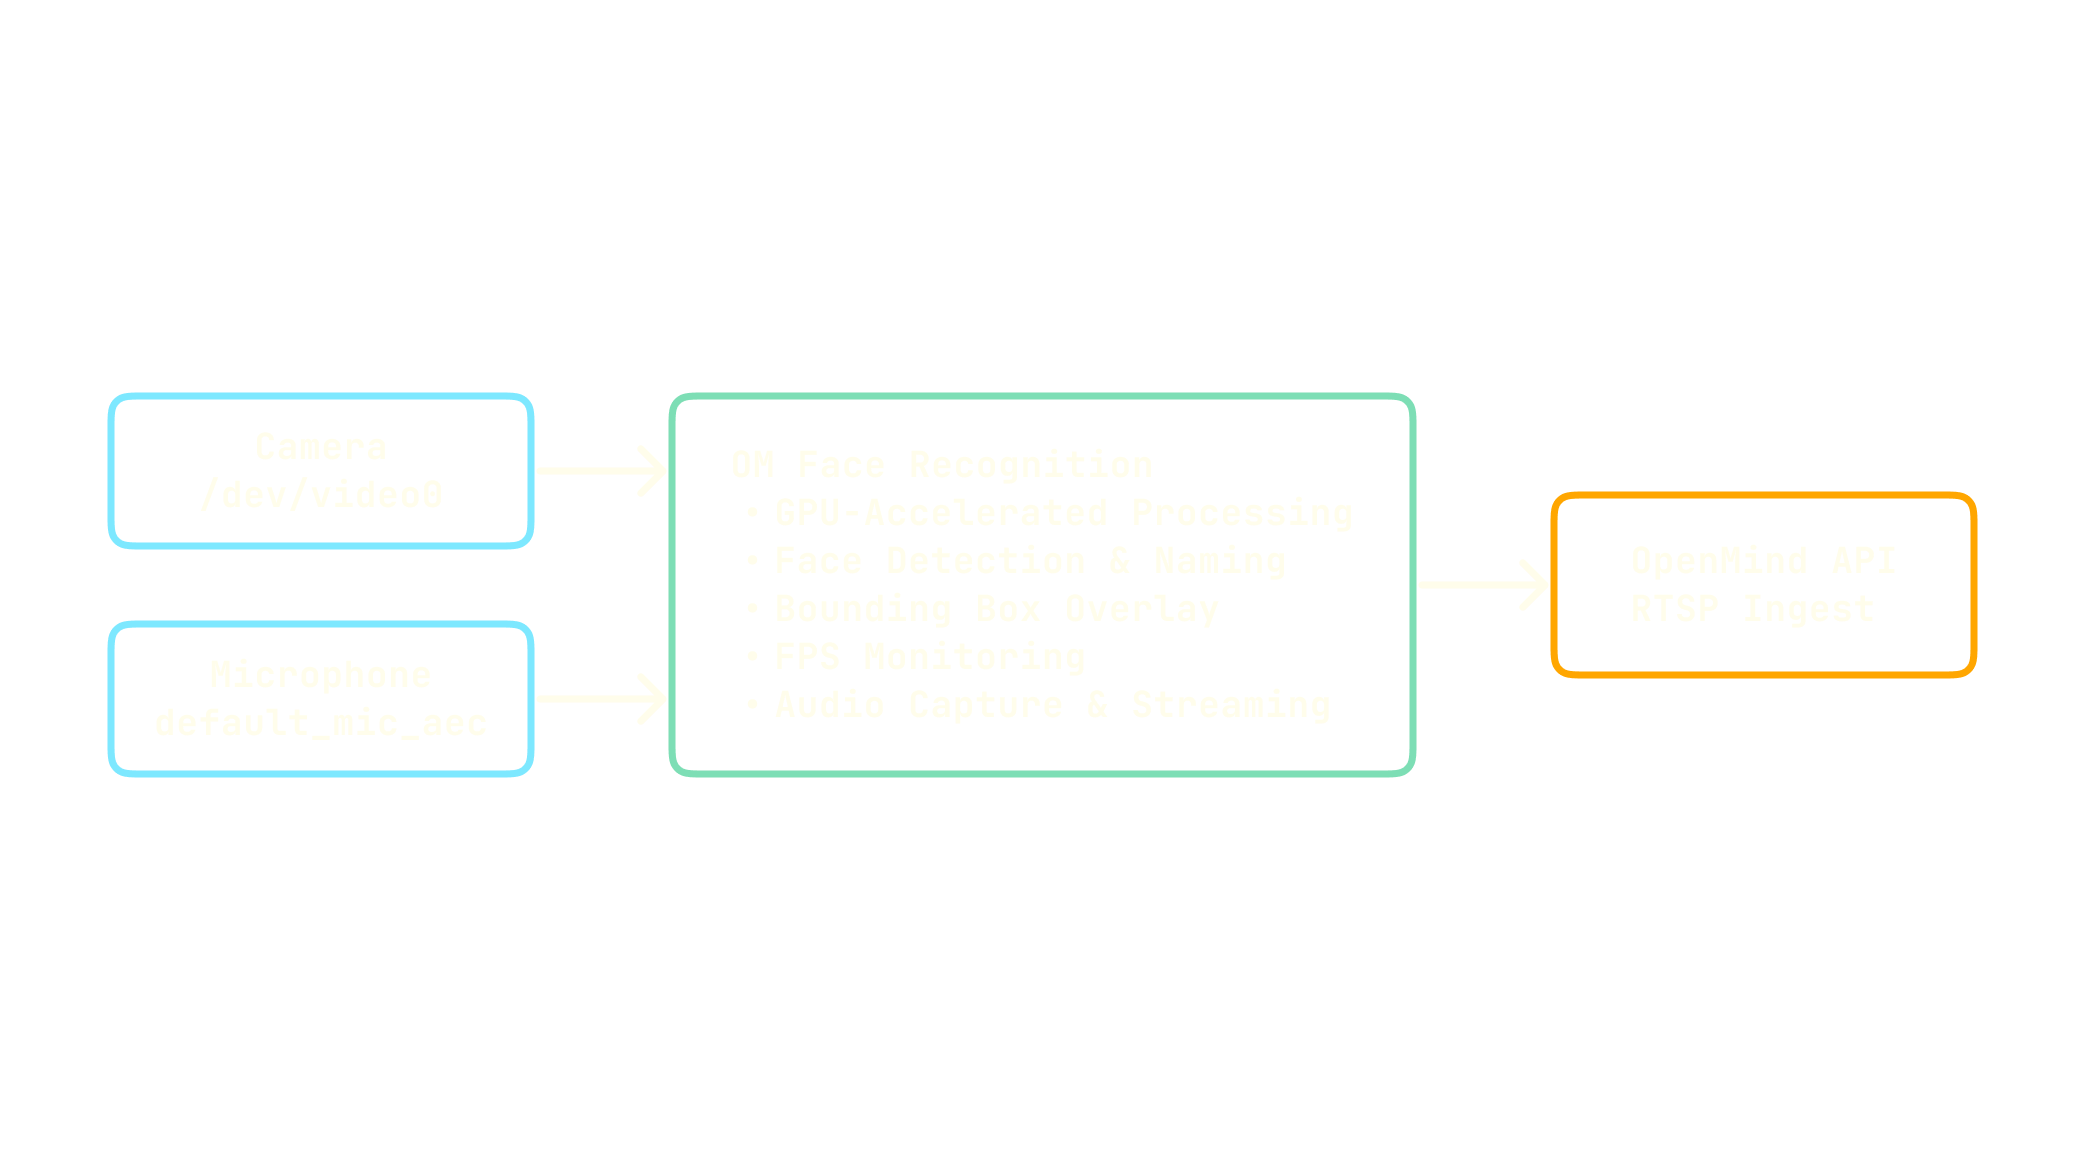 Camera
/dev/video0
Microphone
default_mic_aec
OM Face Recognition
• GPU-Accelerated Processing
• Face Detection & Naming
• Bounding Box Overlay
• FPS Monitoring
• Audio Capture & Streaming
OpenMind API
RTSP Ingest